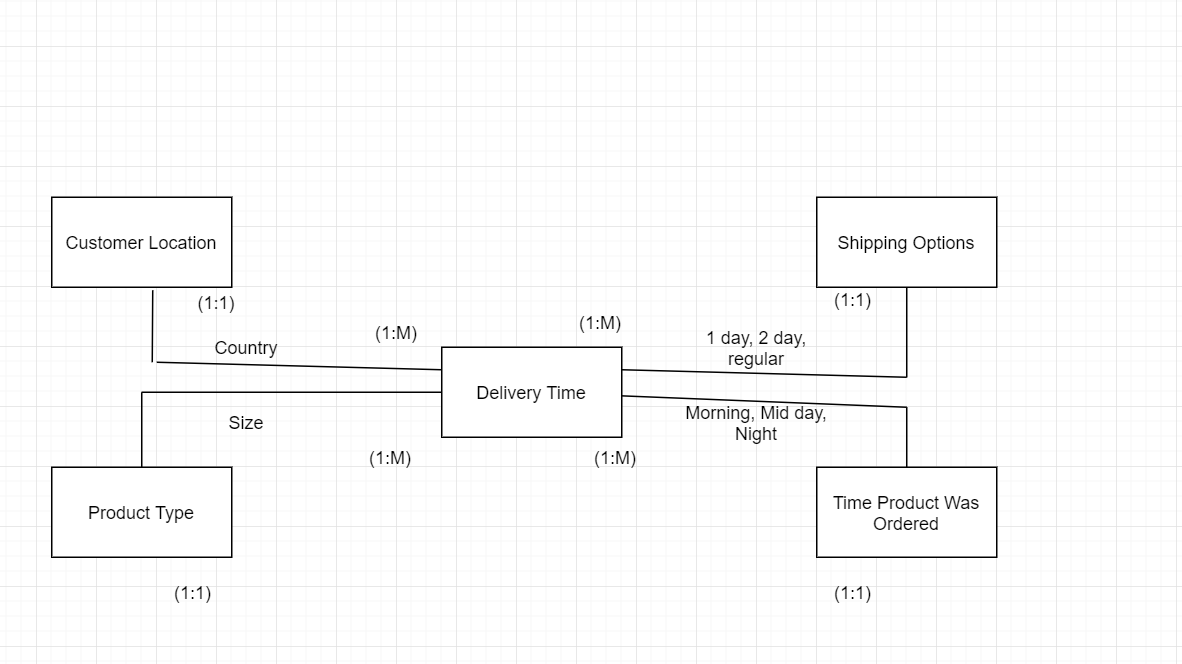 Customer Location
Shipping Options
(1:1)
(1:1)
(1:M)
(1:M)
Country
1 day, 2 day,
regular
Delivery Time
Size
Morning, Mid day,
Night
(1:M)
(1:M)
Product Type
Time Product Was
Ordered
(1:1)
(1:1)